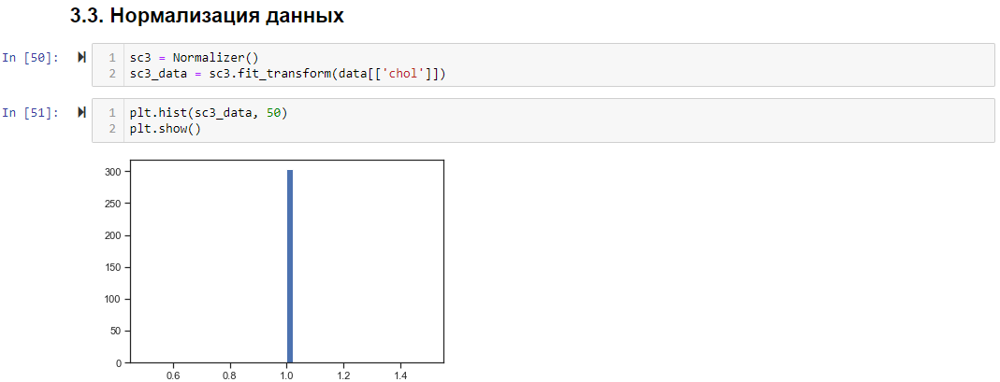 3.3. Нормализация данных
In [50]:
1 sc3 = Normalizer()
2 sc3_data = sc3.fit_transform(data[['chol']])
In [51]:
1 plt.hist(sc3_data, 50)
2 plt.show()
300
250
200
150
100
50
0
0.6 0.8 1.0 1.2 1.4